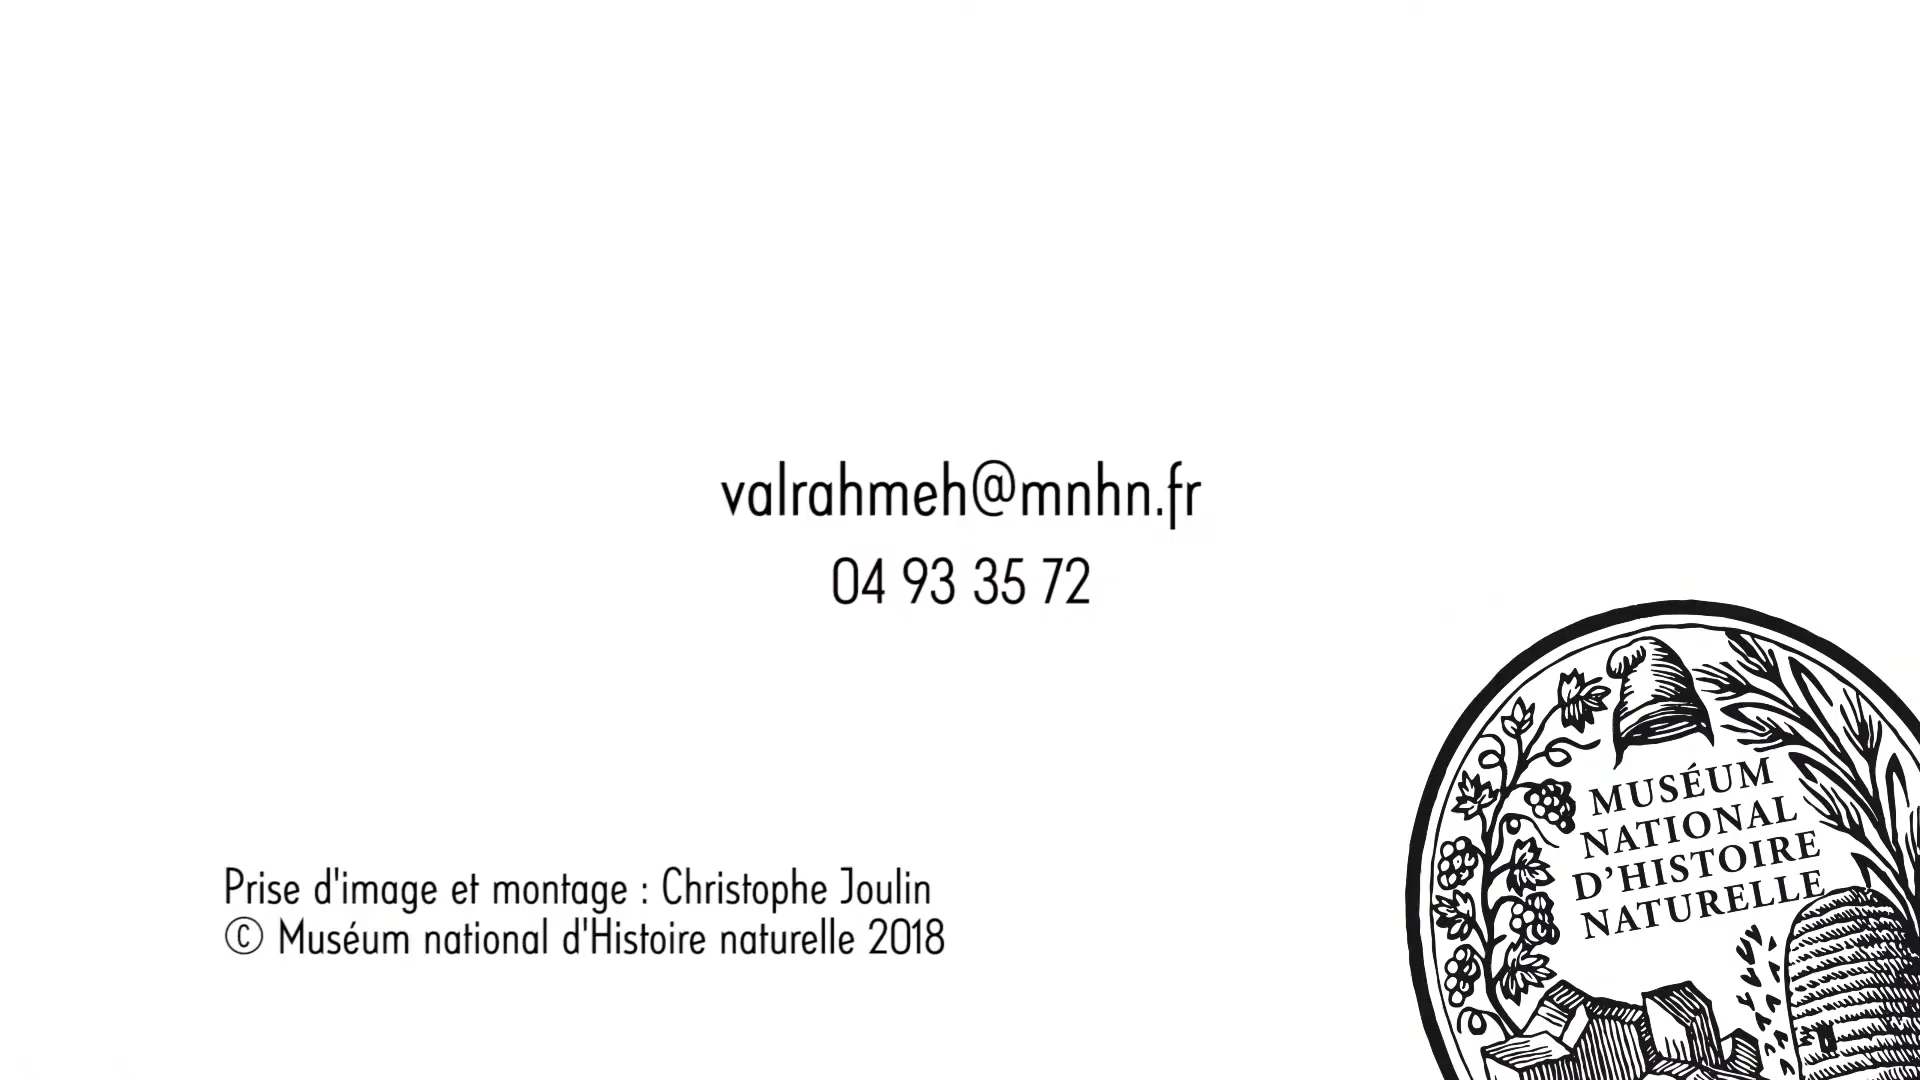 valrahmeh@mnhn.fr
04 93 35 72
Prise d'image et montage : Christophe Joulin
© Muséum national d'Histoire naturelle 2018
MUSÉUM
NATIONAL
D’HISTOIRE
NATURELLE